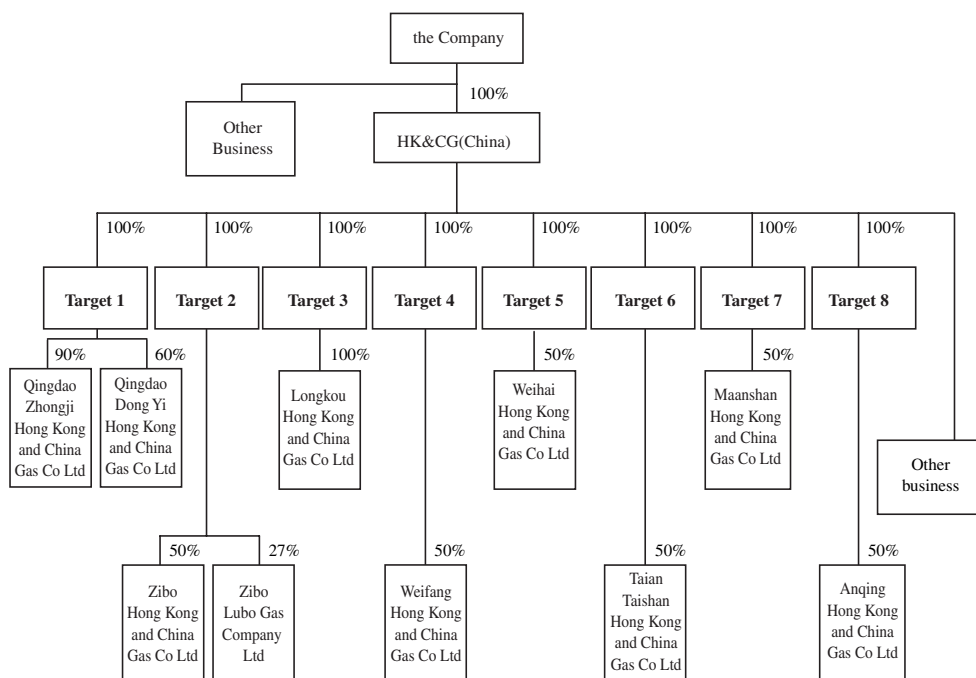 the Company
100%
Other
Business
HK&CG(China)
100%
100%
100%
100%
100%
100%
100%
100%
Target 1
Target 2
Target 3
Target 4
Target 5
Target 6
Target 7
Target 8
90%
60%
100%
50%
50%
Qingdao
Zhongji
Hong Kong
and China
Gas Co Ltd
Qingdao
Dong Yi
Hong Kong
and China
Gas Co Ltd
Longkou
Hong Kong
and China
Gas Co Ltd
Weihai
Hong Kong
and China
Gas Co Ltd
Maanshan
Hong Kong
and China
Gas Co Ltd
Other
business
50%
27%
50%
50%
50%
Zibo
Hong Kong
and China
Gas Co Ltd
Zibo
Lubo Gas
Company
Ltd
Weifang
Hong Kong
and China
Gas Co Ltd
Taian
Taishan
Hong Kong
and China
Gas Co Ltd
Anqing
Hong Kong
and China
Gas Co Ltd